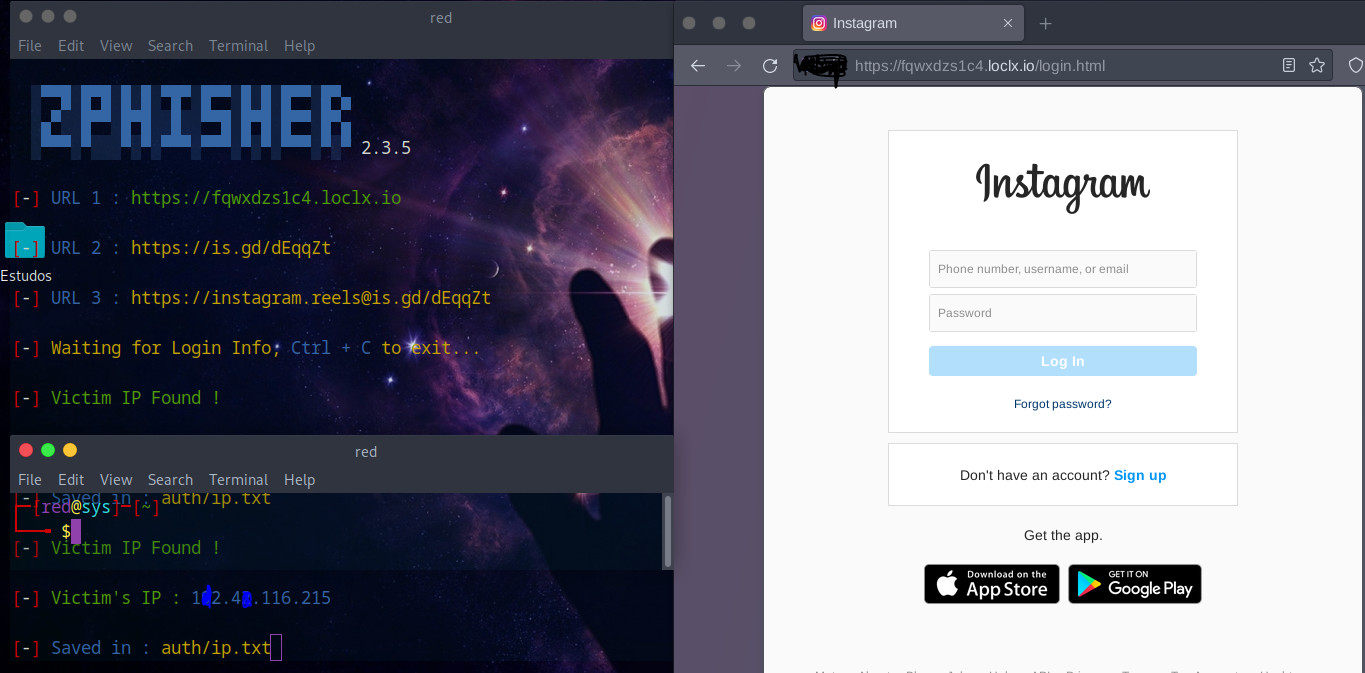 red
File Edit View Search Terminal Help
ZPHISHER 2.3.5
[-] URL 1 : https://fqwxdzs1c4.loclx.io
[-] URL 2 : https://is.gd/dEqqZt
Estudos
[-] URL 3 : https://instagram.reels@is.gd/dEqqZt
[-] Waiting for Login Info, Ctrl + C to exit...
[-] Victim IP Found !
red
File Edit View Search Terminal Help
[-] Saved in : auth/ip.txt
[red@sys]-[~]
$
[-] Victim IP Found !
[-] Victim's IP : .116.215
[-] Saved in : auth/ip.txt
Instagram
https://fqwxdzs1c4.loclx.io/login.html
Instagram
Phone number, username, or email
Password
Log In
Forgot password?
Don't have an account? Sign up
Get the app.
Download on the
App Store
GET IT ON
Google Play